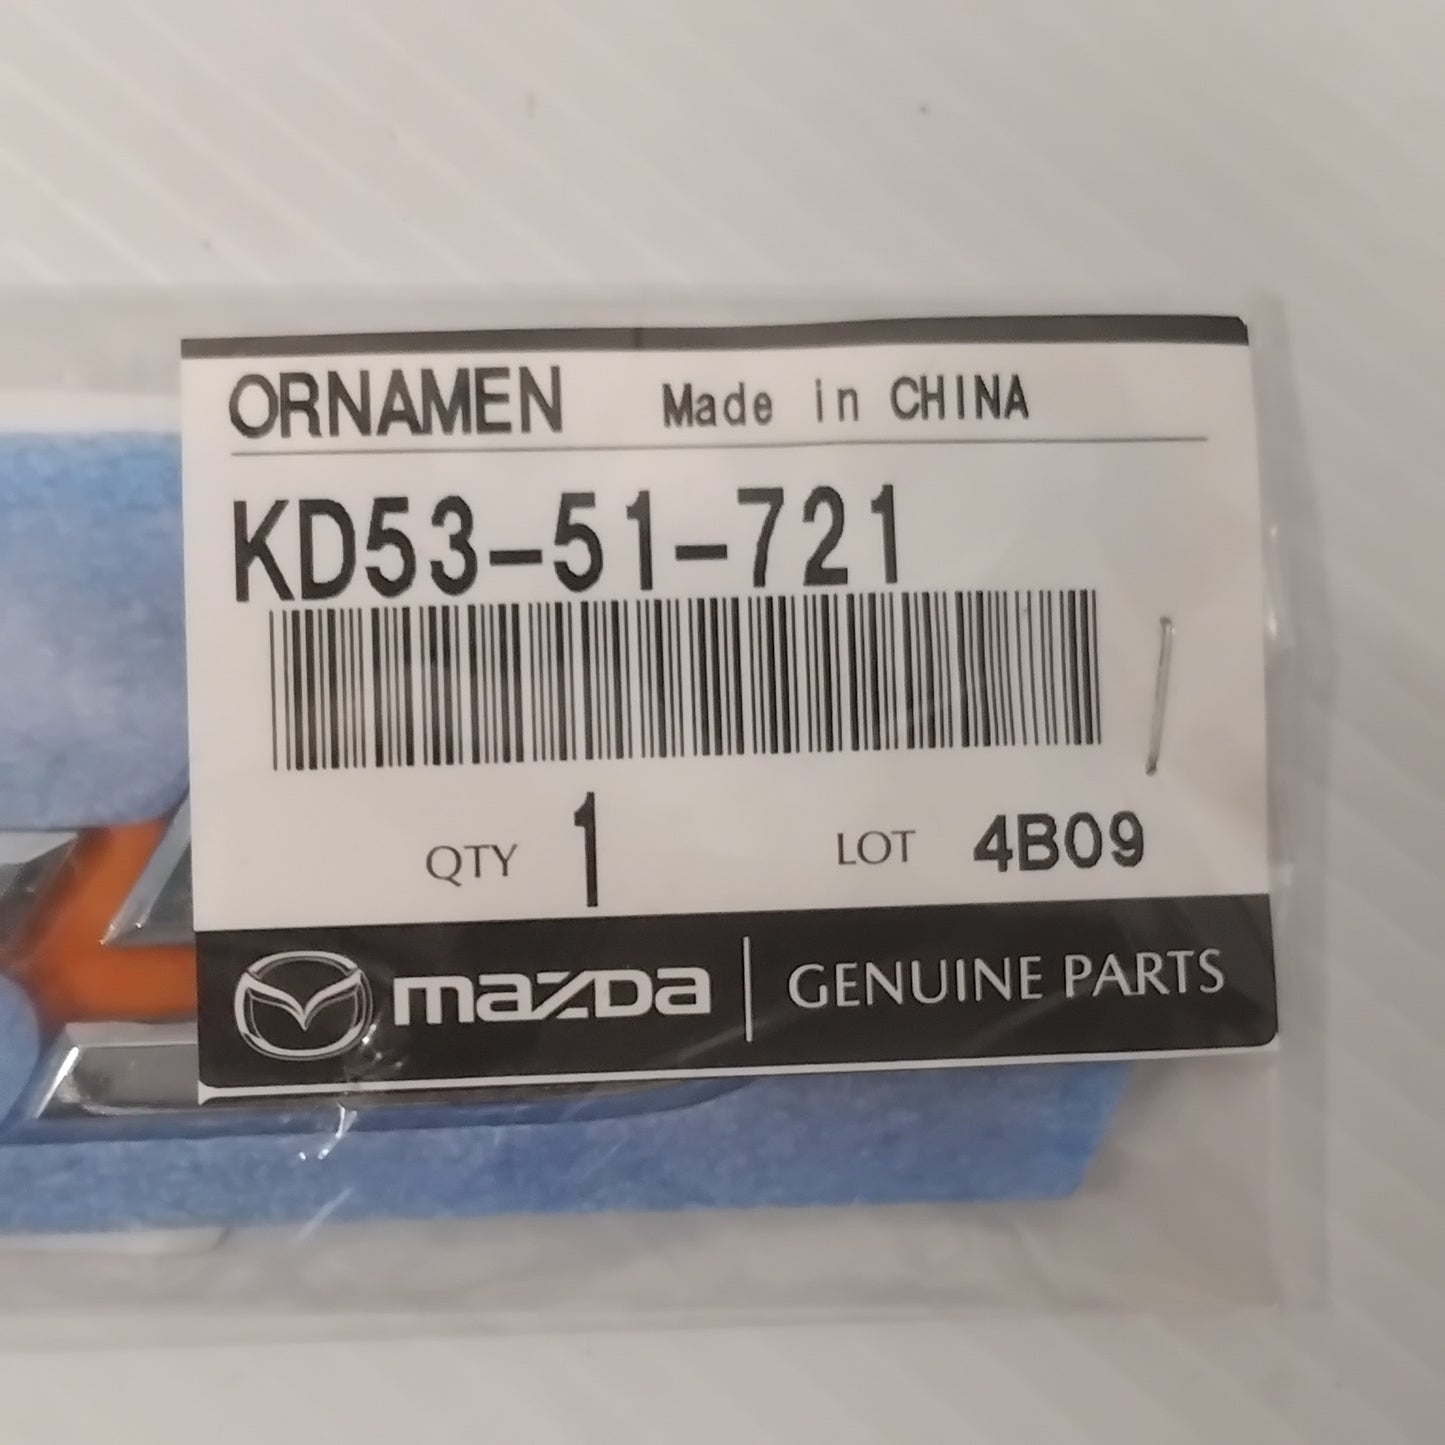 ORNAMEN Made in CHINA
KD53-51-721
QTY 1 LOT 4B09
mazda GENUINE PARTS